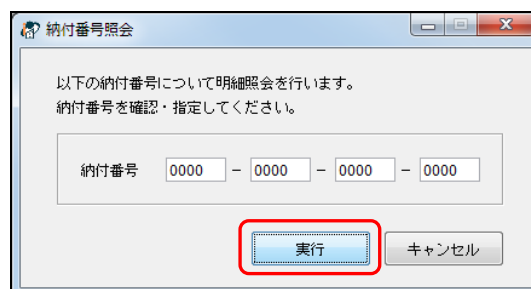 納付番号照会
以下の納付番号について明細照会を行います。
納付番号を確認・指定してください。
納付番号 0000 － 0000 － 0000 － 0000
実行 キャンセル